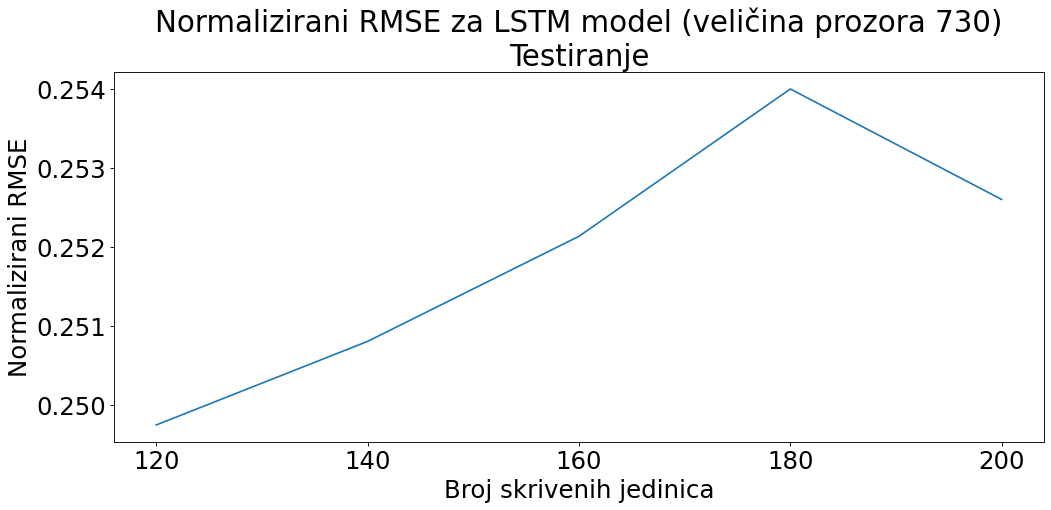 Normalizirani RMSE za LSTM model (veličina prozora 730)
Testiranje
Normalizirani RMSE
0.254
0.253
0.252
0.251
0.250
120 140 160 180 200
Broj skrivenih jedinica